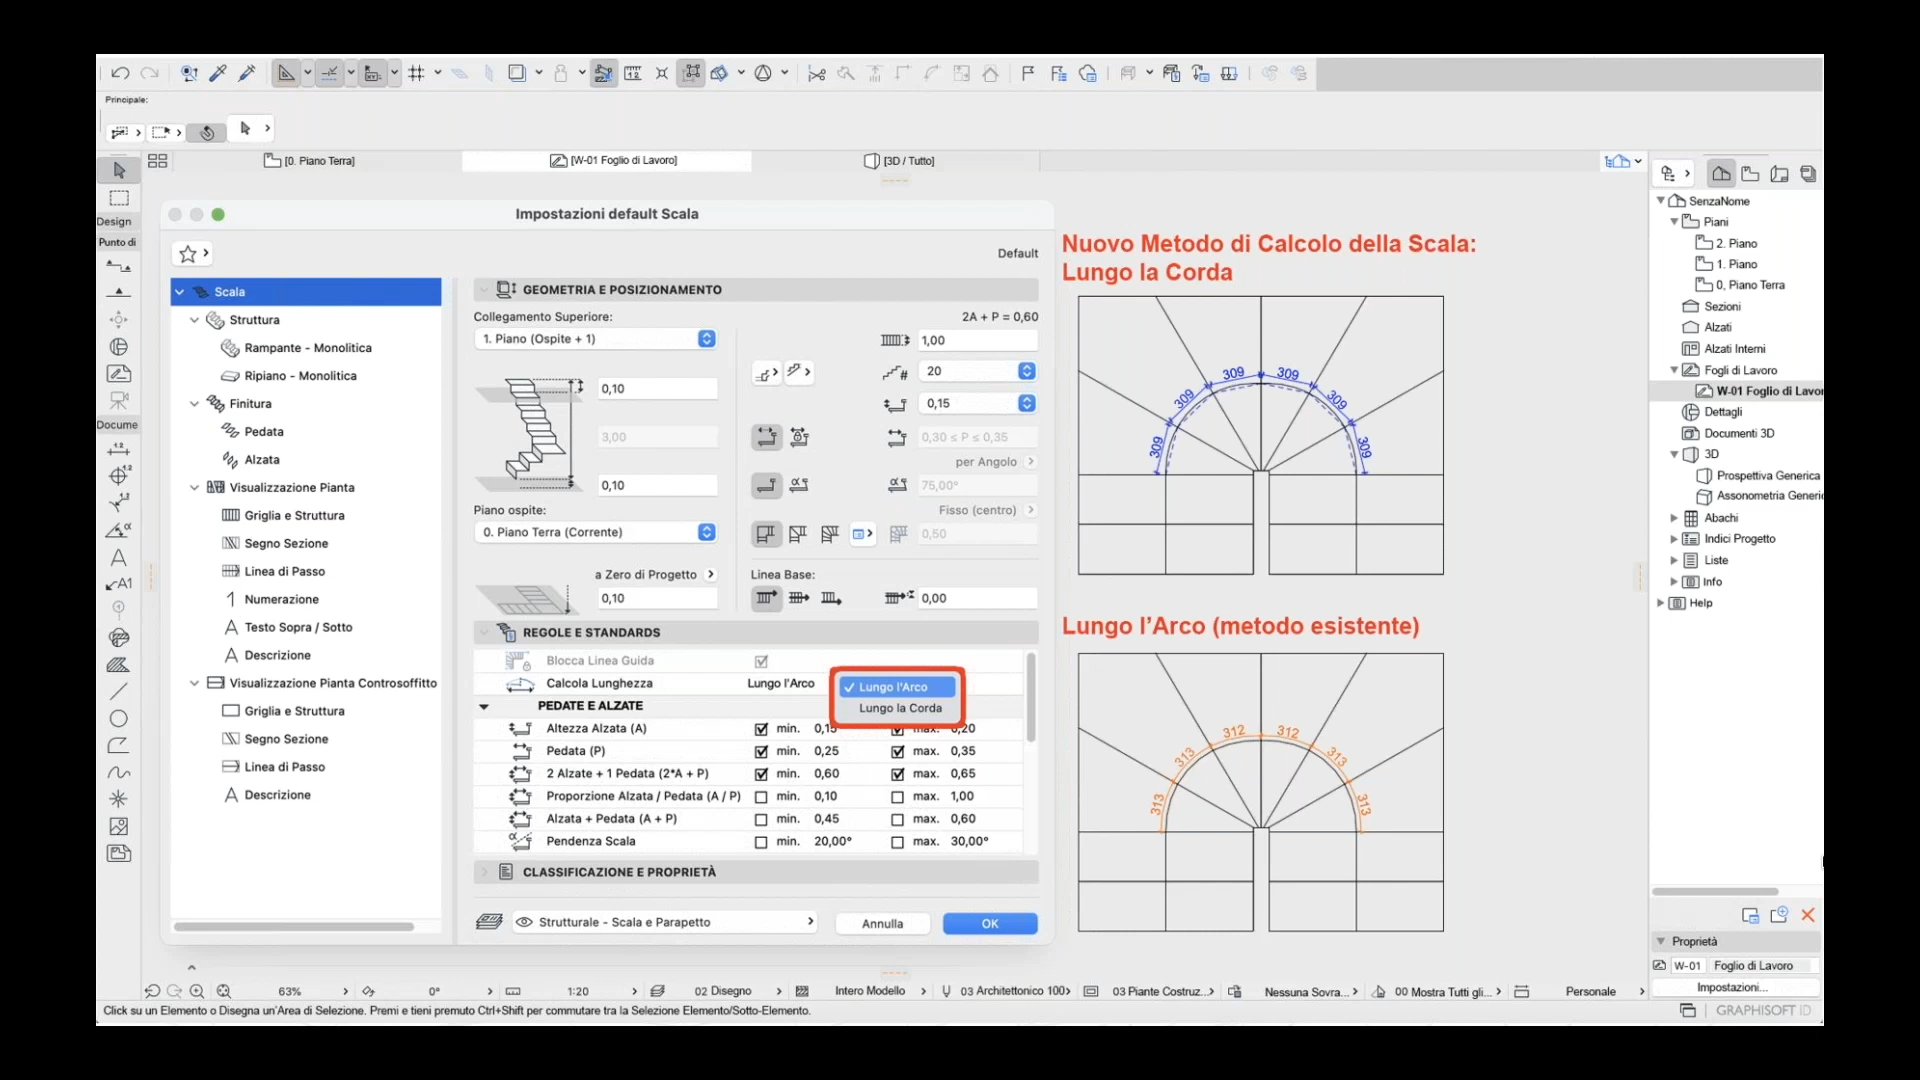 Principale:
[0. Piano Terra]
[W-01 Foglio di Lavoro]
[3D / Tutto]
Design
Punto di
Docume
Impostazioni default Scala
Default
Scala
Struttura
Rampante - Monolitica
Ripiano - Monolitica
Finitura
Pedata
Alzata
Visualizzazione Pianta
Griglia e Struttura
Segno Sezione
Linea di Passo
Numerazione
Testo Sopra / Sotto
Descrizione
Visualizzazione Pianta Controsoffitto
Griglia e Struttura
Segno Sezione
Linea di Passo
Descrizione
GEOMETRIA E POSIZIONAMENTO
Collegamento Superiore:
2A + P = 0,60
1. Piano (Ospite + 1)
1,00
20
0,10
0,15
3,00
0,30 ≤ P ≤ 0,35
per Angolo
0,10
75,00°
Piano ospite:
Fisso (centro)
0. Piano Terra (Corrente)
0,50
a Zero di Progetto
Linea Base:
0,10
0,00
REGOLE E STANDARDS
Blocca Linea Guida
Calcola Lunghezza Lungo l'Arco
Lungo l'Arco
Lungo la Corda
PEDATE E ALZATE
Altezza Alzata (A) min. 0,15 max. 0,20
Pedata (P) min. 0,25 max. 0,35
2 Alzate + 1 Pedata (2*A + P) min. 0,60 max. 0,65
Proporzione Alzata / Pedata (A / P) min. 0,10 max. 1,00
Alzata + Pedata (A + P) min. 0,45 max. 0,60
Pendenza Scala min. 20,00° max. 30,00°
CLASSIFICAZIONE E PROPRIETÀ
Strutturale - Scala e Parapetto
Annulla
OK
Nuovo Metodo di Calcolo della Scala:
Lungo la Corda
309 309 309 309 309 309
Lungo l'Arco (metodo esistente)
313 313 312 312 313 313
SenzaNome
Piani
2. Piano
1. Piano
0. Piano Terra
Sezioni
Alzati
Alzati Interni
Fogli di Lavoro
W-01 Foglio di Lavor
Dettagli
Documenti 3D
3D
Prospettiva Generica
Assonometria Generic
Abachi
Indici Progetto
Liste
Info
Help
Proprietà
W-01 Foglio di Lavoro
Impostazioni...
63% 0° 1:20 02 Disegno Intero Modello 03 Architettonico 100 03 Piante Costruz... Nessuna Sovra... 00 Mostra Tutti gli... Personale
Click su un Elemento o Disegna un'Area di Selezione. Premi e tieni premuto Ctrl+Shift per commutare tra la Selezione Elemento/Sotto-Elemento.
GRAPHISOFT ID